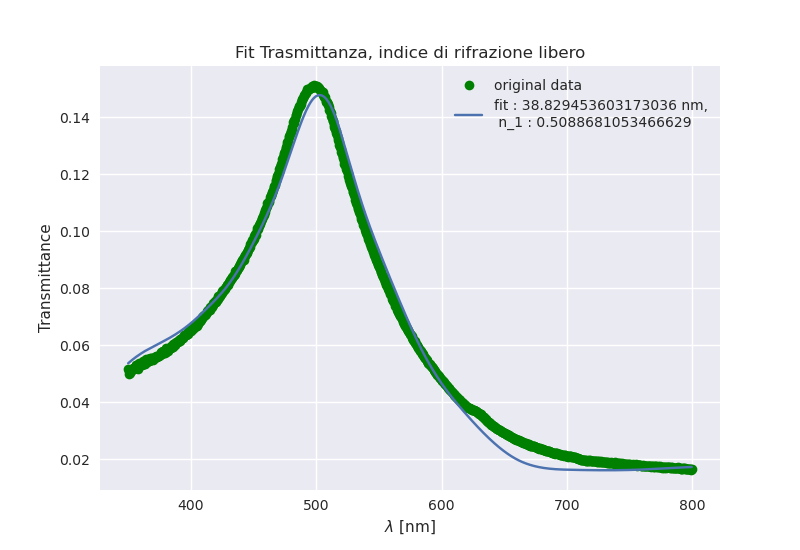 Fit Trasmittanza, indice di rifrazione libero
original data
fit : 38.829453603173036 nm,
n_1 : 0.5088681053466629
0.14
0.12
0.10
0.08
0.06
0.04
0.02
Transmittance
400 500 600 700 800
λ [nm]